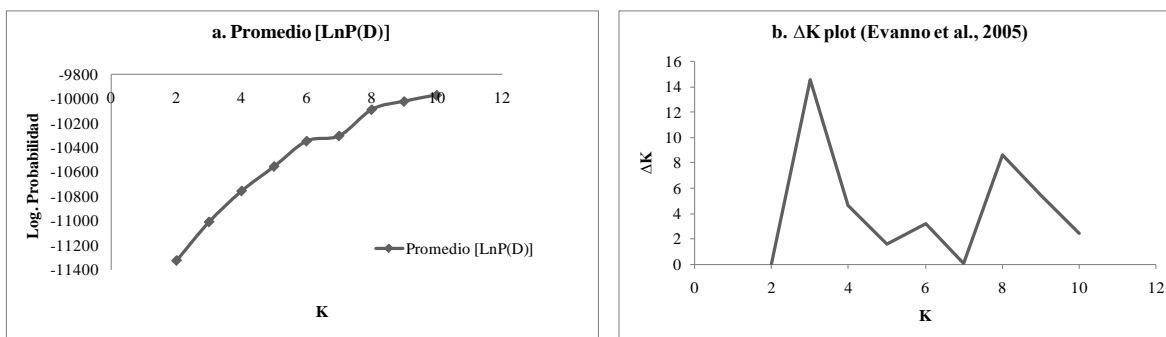 a. Promedio [LnP(D)]
-9800
-10000
-10200
-10400
-10600
-10800
-11000
-11200
-11400
0 2 4 6 8 10 12
Log. Probabilidad
Promedio [LnP(D)]
K
b. ΔK plot (Evanno et al., 2005)
16
14
12
10
8
6
4
2
0
0 2 4 6 8 10 12
ΔK
K